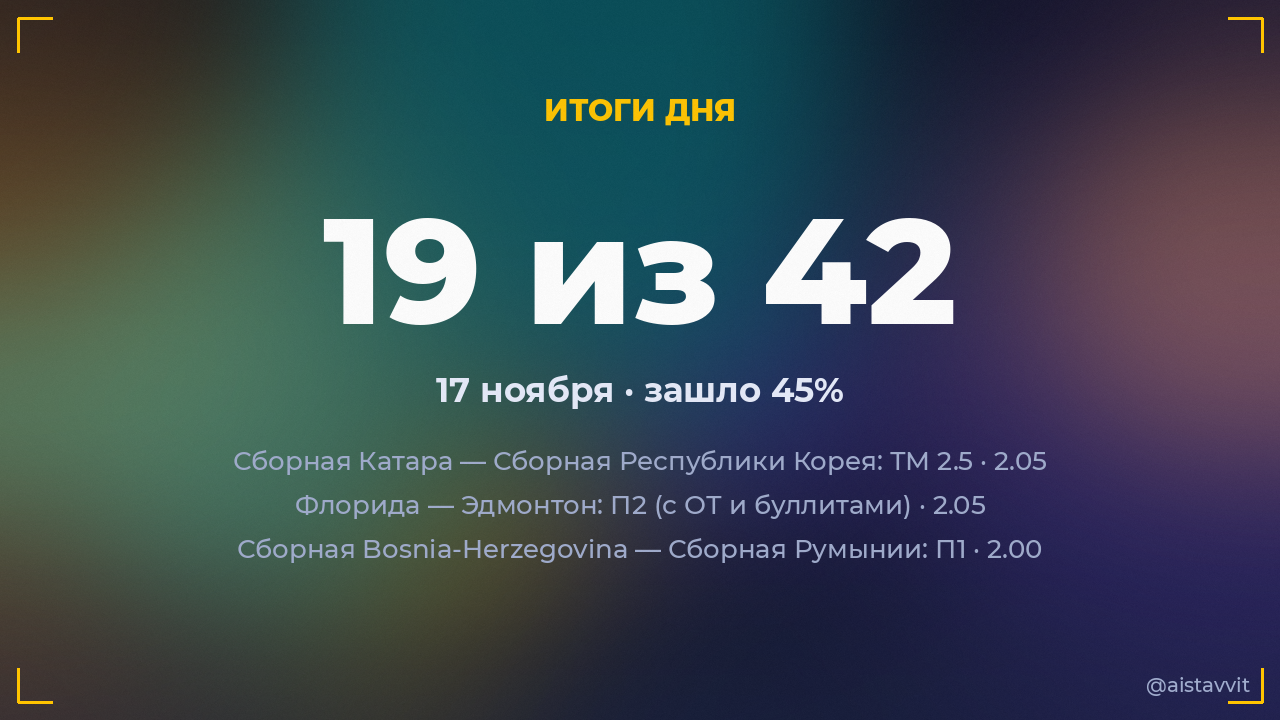 ИТОГИ ДНЯ
19 из 42
17 ноября · зашло 45%
Сборная Катара — Сборная Республики Корея: ТМ 2.5 · 2.05
Флорида — Эдмонтон: П2 (с ОТ и буллитами) · 2.05
Сборная Bosnia-Herzegovina — Сборная Румынии: П1 · 2.00
@aistavvit